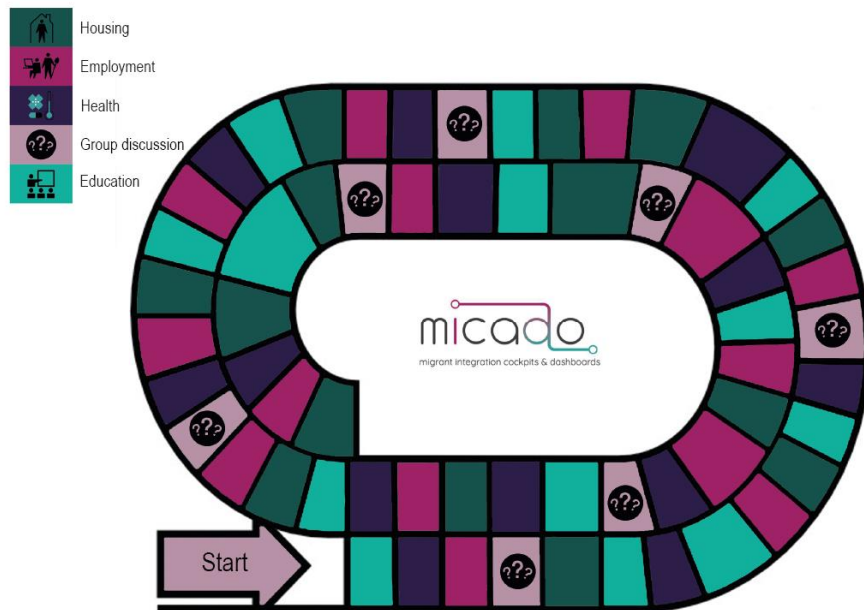 Housing
Employment
Health
???
Group discussion
Education
???
???
???
???
???
???
???
micado
migrant integration cockpits & dashboards
Start